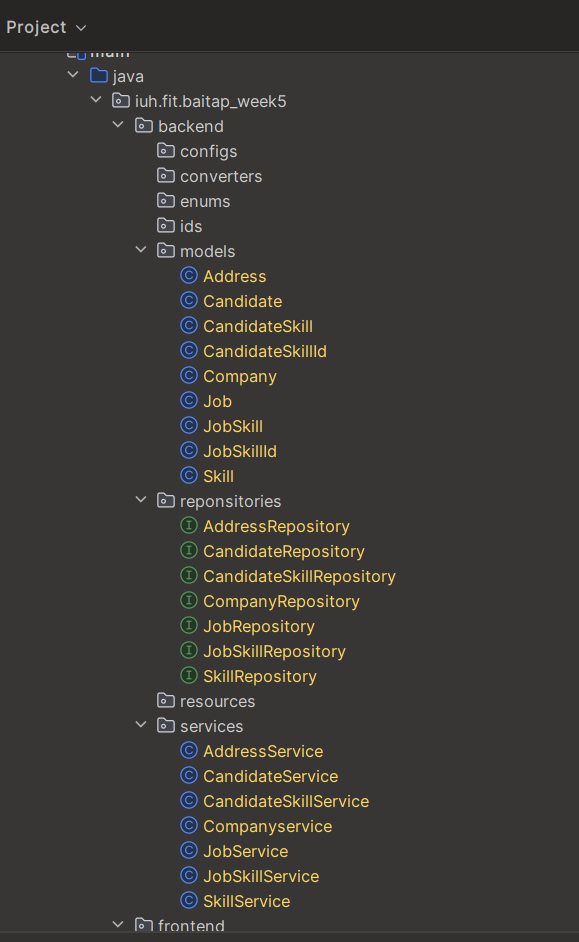 Project
main
java
iuh.fit.baitap_week5
backend
configs
converters
enums
ids
models
C Address
C Candidate
C CandidateSkill
C CandidateSkillId
C Company
C Job
C JobSkill
C JobSkillId
C Skill
reponsitories
I AddressRepository
I CandidateRepository
I CandidateSkillRepository
I CompanyRepository
I JobRepository
I JobSkillRepository
I SkillRepository
resources
services
C AddressService
C CandidateService
C CandidateSkillService
C Companyservice
C JobService
C JobSkillService
C SkillService
frontend